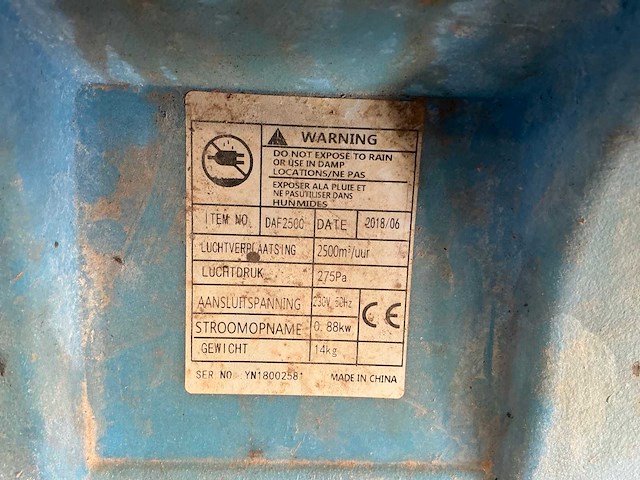 WARNING
DO NOT EXPOSE TO RAIN
OR USE IN DAMP
LOCATIONS/NE PAS
EXPOSER ALA PLUIE ET
NE PASUTIUSER DANS
HUNMIDES
ITEM NO. DAF2500 DATE 2018/06
LUCHTVERPLAATSING 2500m³/uur
LUCHTDRUK 275Pa
AANSLUITSPANNING 230V 50Hz
STROOMOPNAME 0.88kw
GEWICHT 14kg
CE
SER NO YN18002581 MADE IN CHINA